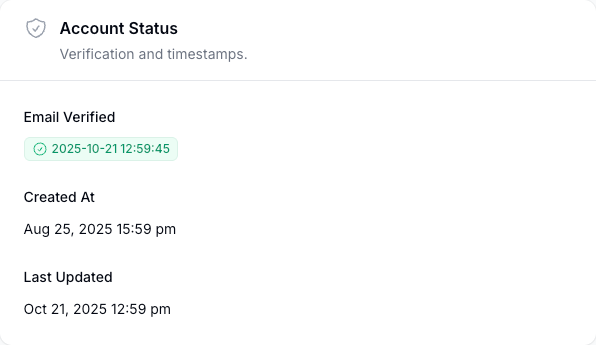 Account Status
Verification and timestamps.
Email Verified
2025-10-21 12:59:45
Created At
Aug 25, 2025 15:59 pm
Last Updated
Oct 21, 2025 12:59 pm